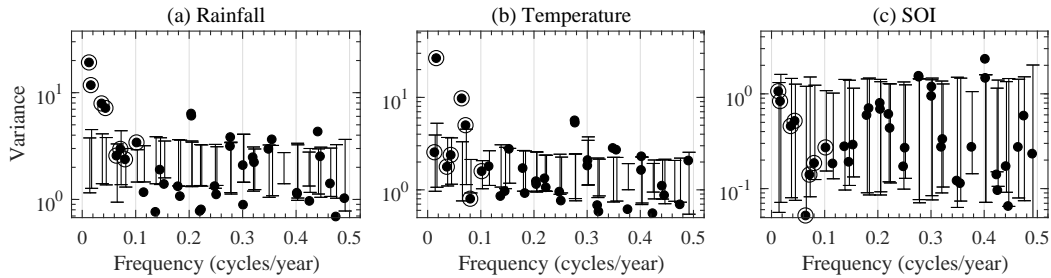 (a) Rainfall
(b) Temperature
(c) SOI
Variance
10¹
10⁰
10¹
10⁰
10⁰
10⁻¹
0 0.1 0.2 0.3 0.4 0.5
0 0.1 0.2 0.3 0.4 0.5
0 0.1 0.2 0.3 0.4 0.5
Frequency (cycles/year)
Frequency (cycles/year)
Frequency (cycles/year)